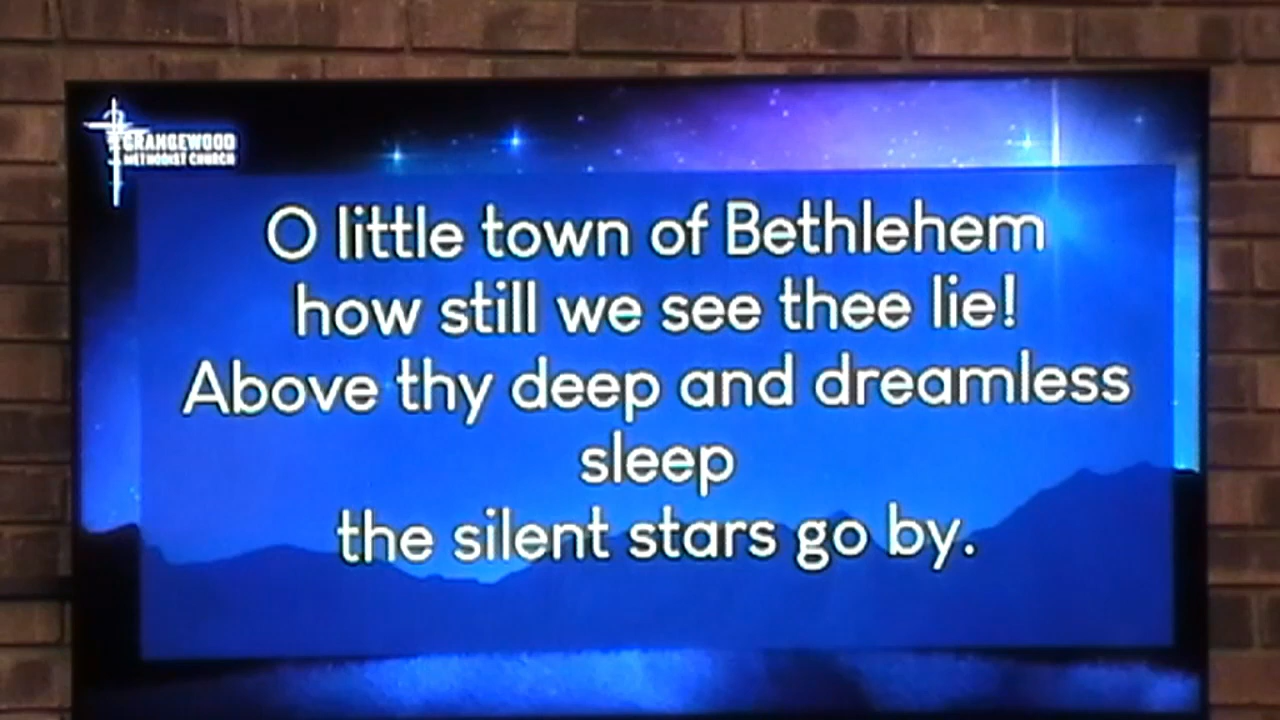 GRANGEWOOD
METHODIST CHURCH
O little town of Bethlehem
how still we see thee lie!
Above thy deep and dreamless
sleep
the silent stars go by.